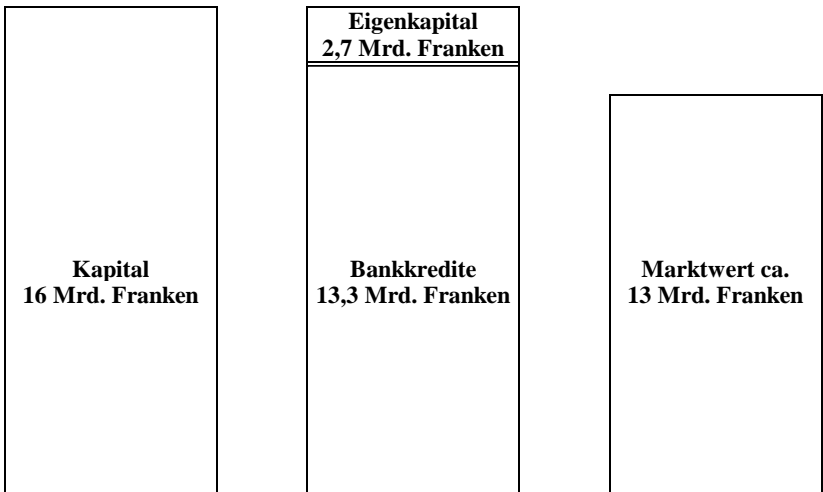 Eigenkapital
2,7 Mrd. Franken
Kapital
16 Mrd. Franken
Bankkredite
13,3 Mrd. Franken
Marktwert ca.
13 Mrd. Franken